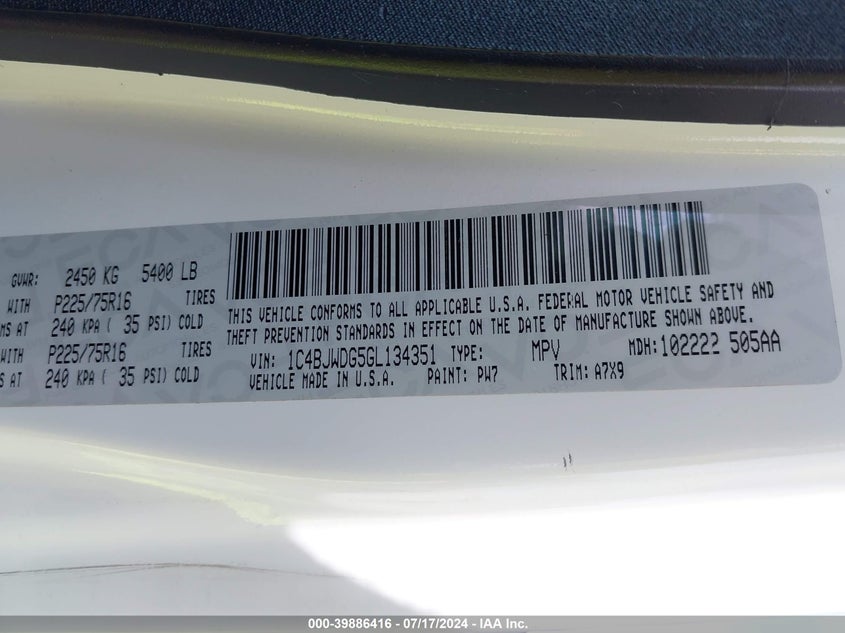 GVWR: 2450 KG 5400 LB
WITH P225/75R16 TIRES
MS AT 240 KPA ( 35 PSI) COLD
WITH P225/75R16 TIRES
S AT 240 KPA ( 35 PSI) COLD
THIS VEHICLE CONFORMS TO ALL APPLICABLE U.S.A. FEDERAL MOTOR VEHICLE SAFETY AND
THEFT PREVENTION STANDARDS IN EFFECT ON THE DATE OF MANUFACTURE SHOWN ABOVE.
VIN: 1C4BJWDG5GL134351 TYPE: MPV MDH: 102222 505AA
VEHICLE MADE IN U.S.A. PAINT: PW7 TRIM: A7X9
000-39886416 - 07/17/2024 - IAA Inc.